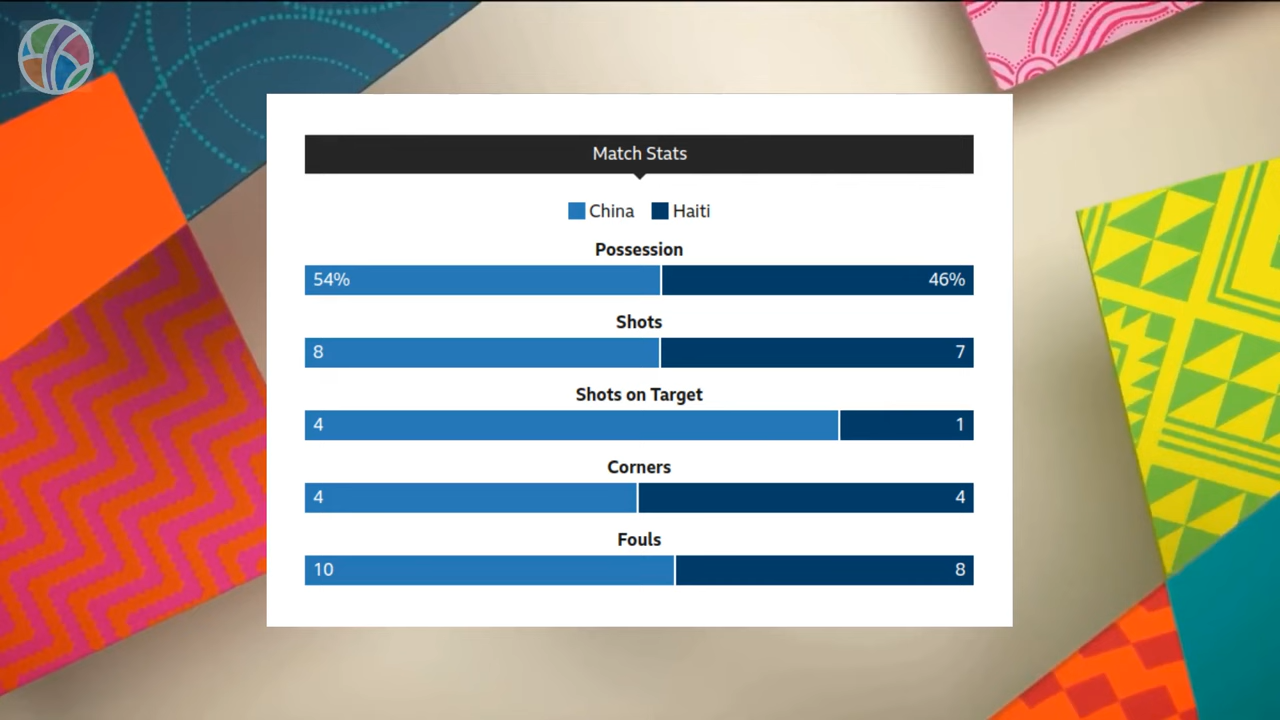 Match Stats
China Haiti
Possession
54% 46%
Shots
8 7
Shots on Target
4 1
Corners
4 4
Fouls
10 8